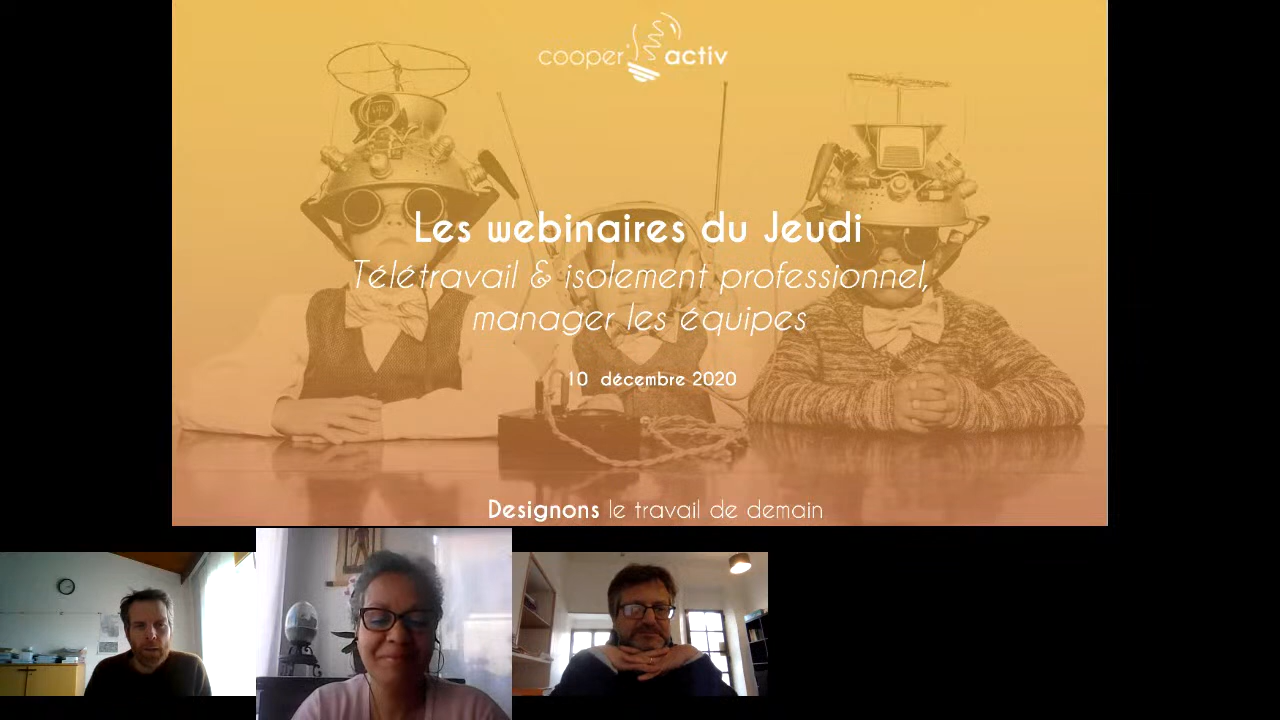 cooper'activ
Les webinaires du Jeudi
Télétravail & isolement professionnel,
manager les équipes
10 décembre 2020
Designons le travail de demain